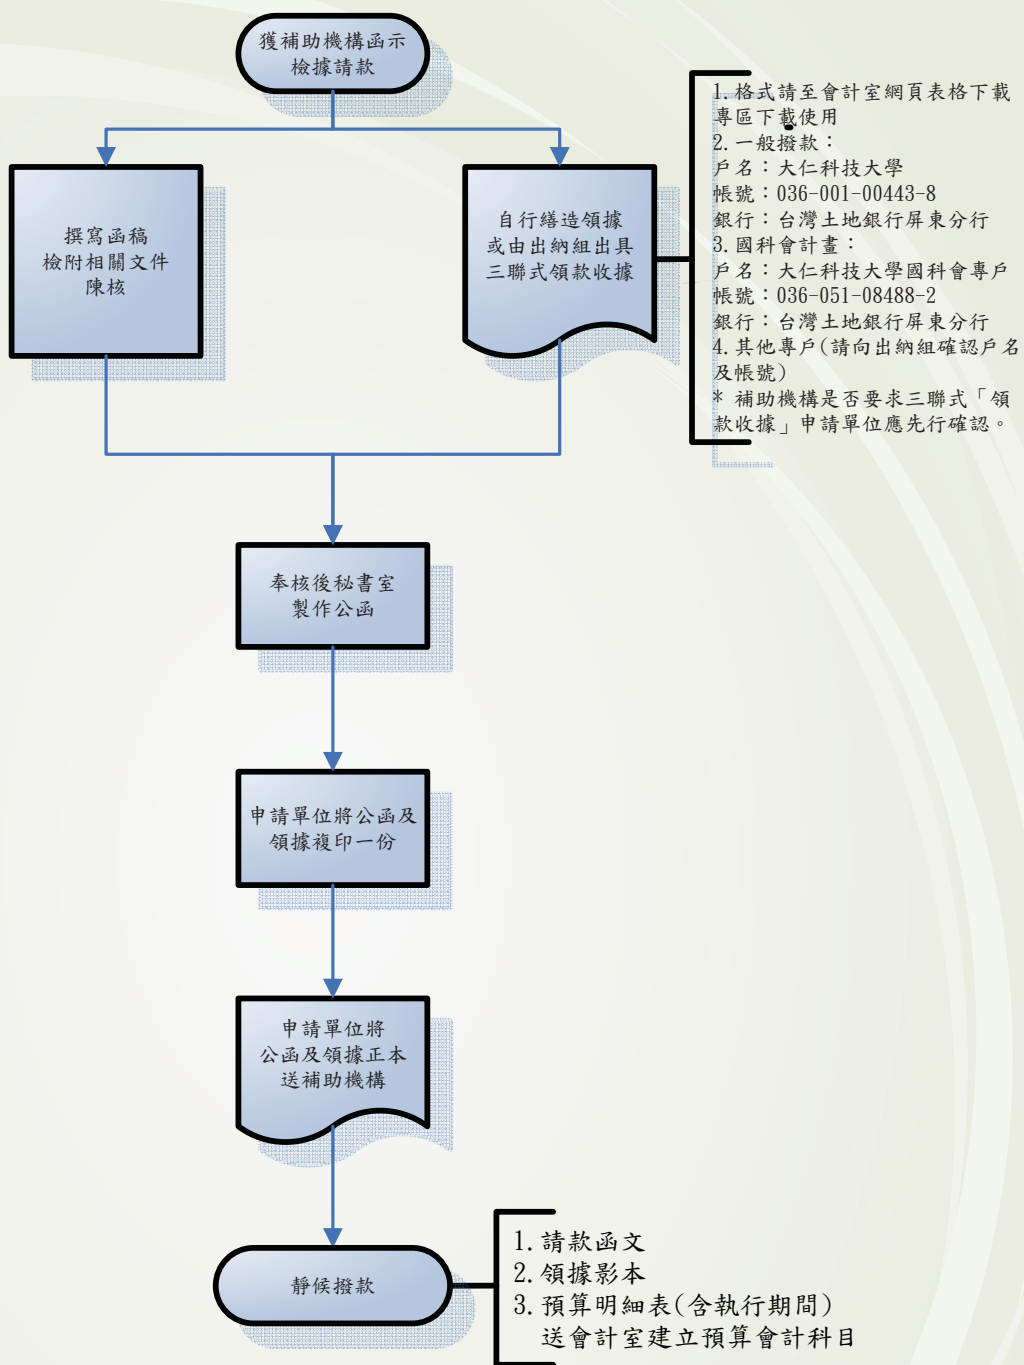 獲補助機構函示
檢據請款
撰寫函稿
檢附相關文件
陳核
自行繕造領據
或由出納組出具
三聯式領款收據
1.格式請至會計室網頁表格下載
專區下載使用
2.一般撥款：
戶名：大仁科技大學
帳號：036-001-00443-8
銀行：台灣土地銀行屏東分行
3.國科會計畫：
戶名：大仁科技大學國科會專戶
帳號：036-051-08488-2
銀行：台灣土地銀行屏東分行
4.其他專戶(請向出納組確認戶名
及帳號)
* 補助機構是否要求三聯式「領
款收據」申請單位應先行確認。
奉核後秘書室
製作公函
申請單位將公函及
領據複印一份
申請單位將
公函及領據正本
送補助機構
靜候撥款
1.請款函文
2.領據影本
3.預算明細表(含執行期間)
送會計室建立預算會計科目